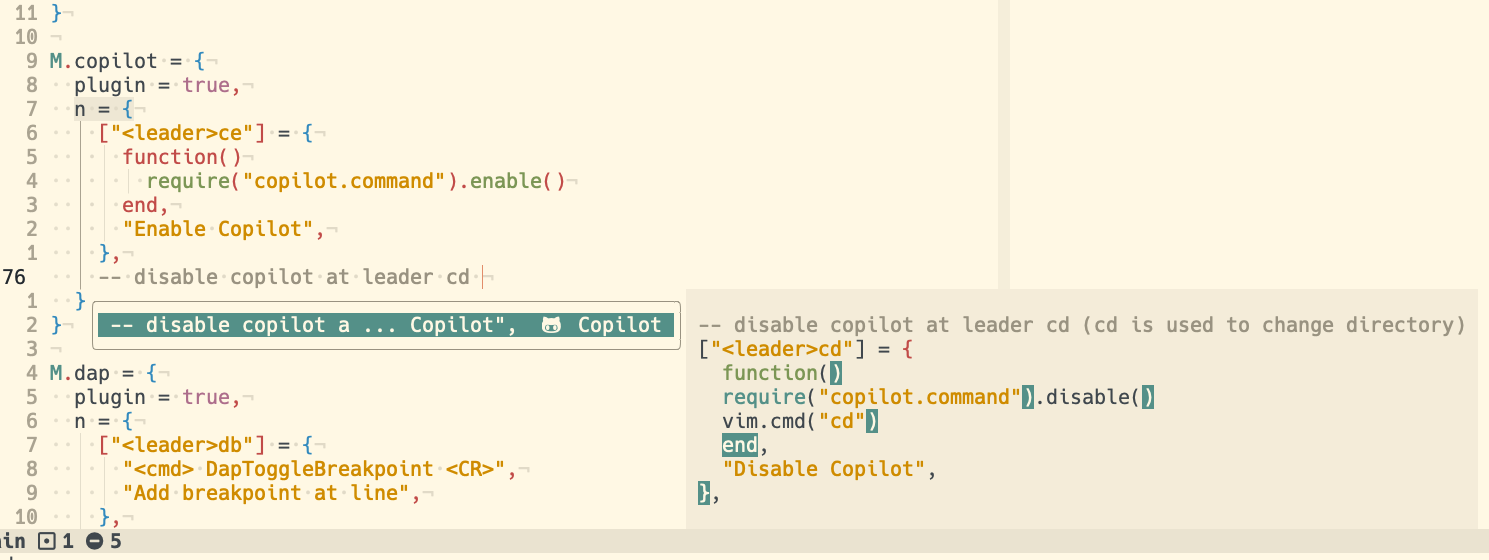 11 }¬
10 ¬
9 M.copilot = {¬
8 plugin = true,¬
7 n = {¬
6 ["<leader>ce"] = {¬
5 function()¬
4 require("copilot.command").enable()¬
3 end,¬
2 "Enable Copilot",¬
1 },¬
76 -- disable copilot at leader cd ¬
1 }
2 }¬
-- disable copilot a ... Copilot", Copilot
3 ¬
4 M.dap = {¬
5 plugin = true,¬
6 n = {¬
7 ["<leader>db"] = {¬
8 "<cmd> DapToggleBreakpoint <CR>",¬
9 "Add breakpoint at line",¬
10 },¬
-- disable copilot at leader cd (cd is used to change directory)
["<leader>cd"] = {
function()
require("copilot.command").disable()
vim.cmd("cd")
end,
"Disable Copilot",
},
in 1 5